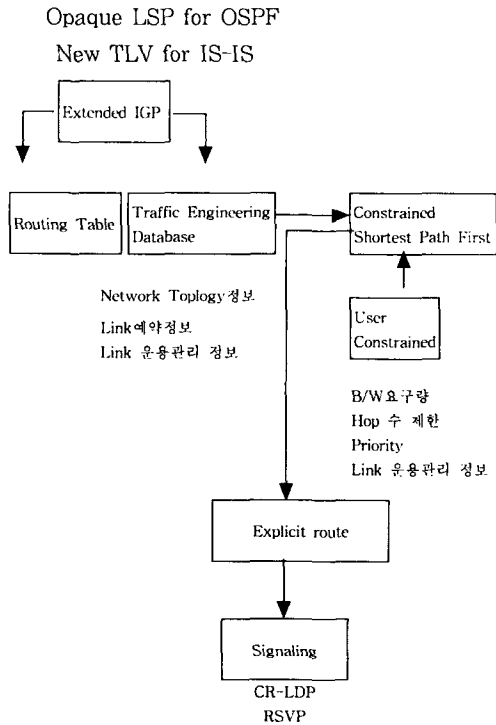 Opaque LSP for OSPF
New TLV for IS-IS
Extended IGP
Routing Table
Traffic Engineering
Database
Constrained
Shortest Path First
Network Toplogy정보
Link예약정보
Link 운용관리 정보
User
Constrained
B/W요구량
Hop 수 제한
Priority
Link 운용관리 정보
Explicit route
Signaling
CR-LDP
RSVP